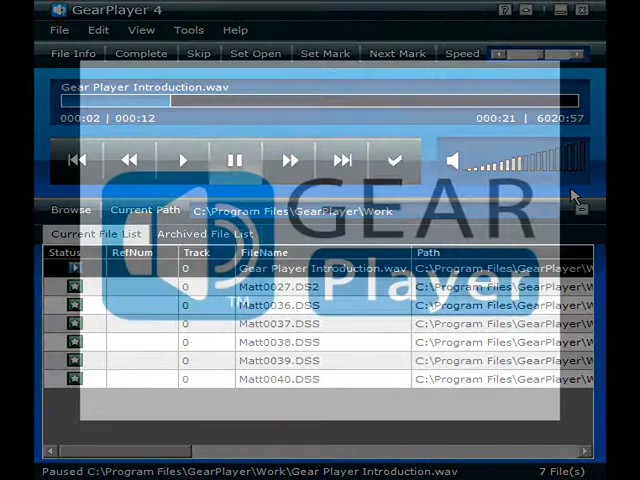 GearPlayer 4
File Edit View Tools Help
File Info Complete Skip Set Open Set Mark Next Mark Speed
Gear Player Introduction.wav
000:02 | 000:12 000:21 | 6020:57
GEAR
Player
TM
Browse Current Path C:\Program Files\GearPlayer\Work
Current File List Archived File List
Status RefNum Track FileName Path
0 Gear Player Introduction.wav C:\Program Files\GearPlayer\W
0 Matt0027.DS2 C:\Program Files\GearPlayer\W
0 Matt0036.DSS C:\Program Files\GearPlayer\W
0 Matt0037.DSS C:\Program Files\GearPlayer\W
0 Matt0038.DSS C:\Program Files\GearPlayer\W
0 Matt0039.DSS C:\Program Files\GearPlayer\W
0 Matt0040.DSS C:\Program Files\GearPlayer\W
Paused C:\Program Files\GearPlayer\Work\Gear Player Introduction.wav 7 File(s)